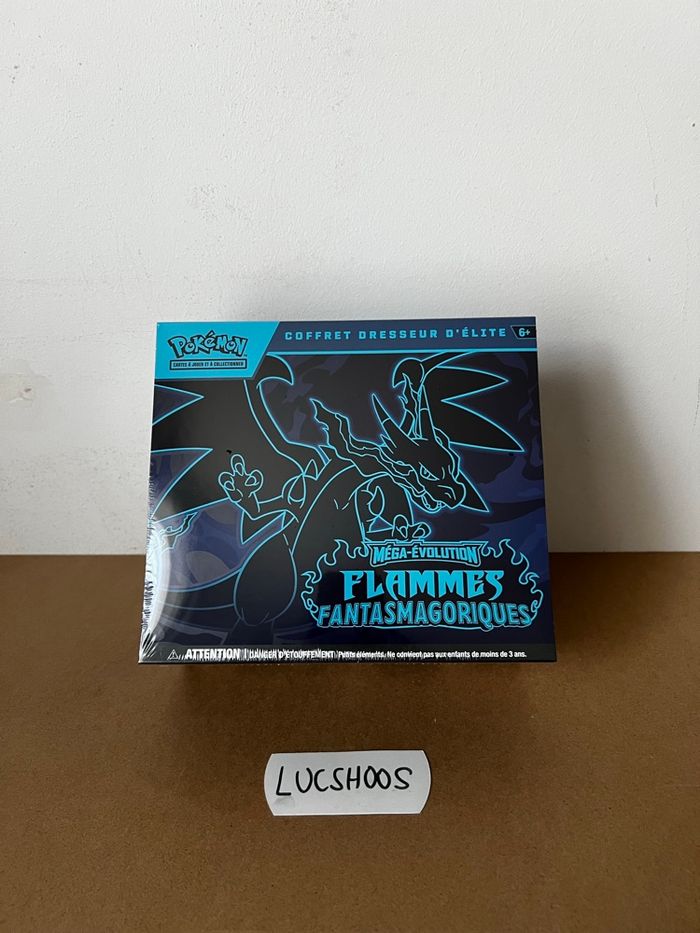 Pokémon
CARTES À JOUER ET À COLLECTIONNER
COFFRET DRESSEUR D'ÉLITE
6+
MÉGA-ÉVOLUTION
FLAMMES
FANTASMAGORIQUES
ATTENTION ! DANGER D'ÉTOUFFEMENT Petits éléments. Ne convient pas aux enfants de moins de 3 ans.
LUCSHOOS